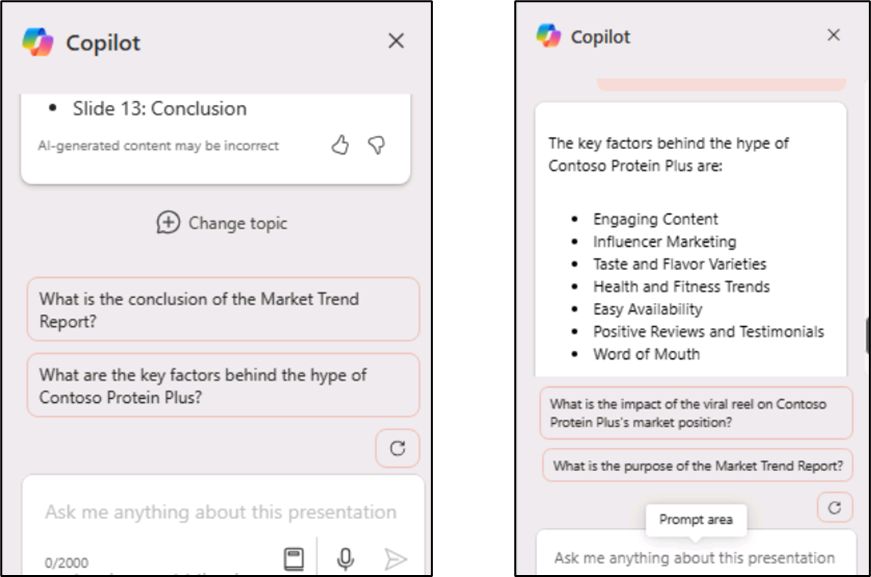 Copilot
• Slide 13: Conclusion
AI-generated content may be incorrect
Change topic
What is the conclusion of the Market Trend
Report?
What are the key factors behind the hype of
Contoso Protein Plus?
Ask me anything about this presentation
0/2000
Copilot
The key factors behind the hype of
Contoso Protein Plus are:
• Engaging Content
• Influencer Marketing
• Taste and Flavor Varieties
• Health and Fitness Trends
• Easy Availability
• Positive Reviews and Testimonials
• Word of Mouth
What is the impact of the viral reel on Contoso
Protein Plus's market position?
What is the purpose of the Market Trend Report?
Prompt area
Ask me anything about this presentation